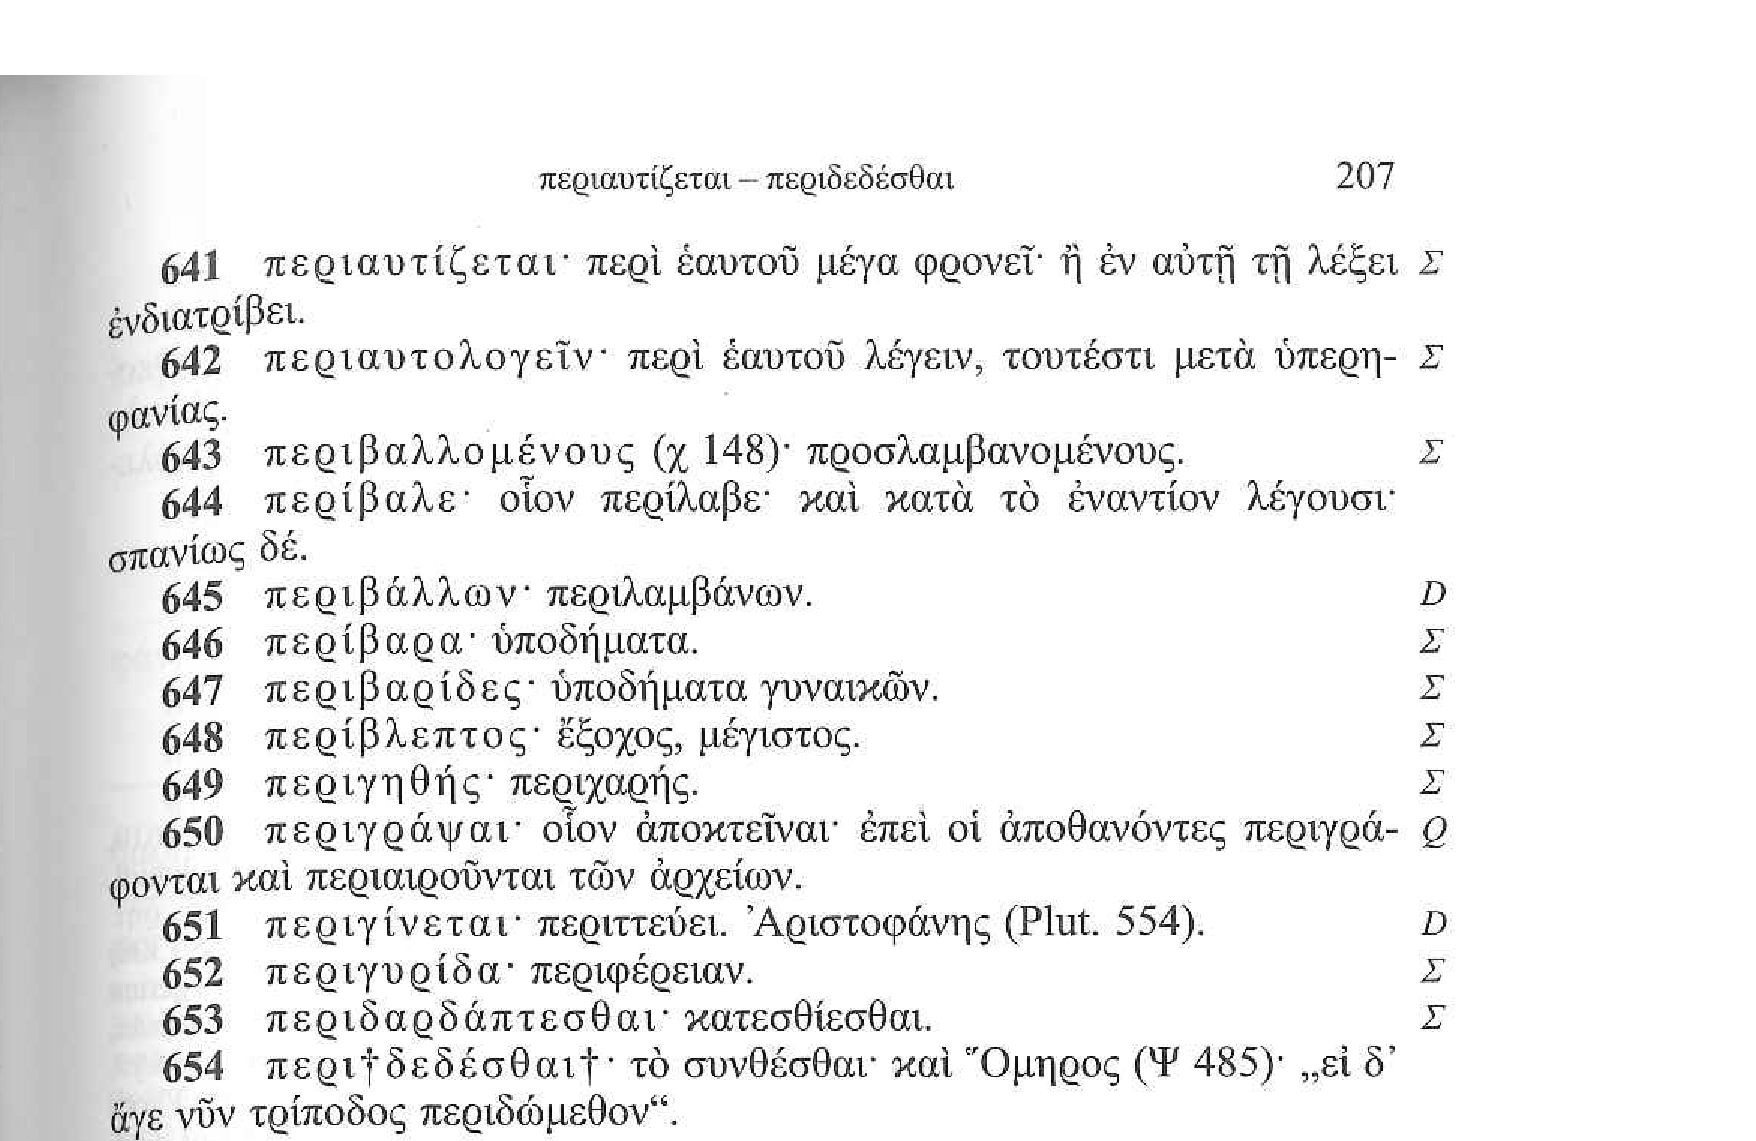 περιαυτίζεται – περιδεδέσθαι 207
641 περιαυτίζεται· περὶ ἑαυτοῦ μέγα φρονεῖ· ἢ ἐν αὐτῇ τῇ λέξει Σ
ἐνδιατρίβει.
642 περιαυτολογεῖν· περὶ ἑαυτοῦ λέγειν, τουτέστι μετὰ ὑπερη- Σ
φανίας.
643 περιβαλλομένους (χ 148)· προσλαμβανομένους. Σ
644 περίβαλε· οἷον περίλαβε· καὶ κατὰ τὸ ἐναντίον λέγουσι·
σπανίως δέ.
645 περιβάλλων· περιλαμβάνων. D
646 περίβαρα· ὑποδήματα. Σ
647 περιβαρίδες· ὑποδήματα γυναικῶν. Σ
648 περίβλεπτος· ἔξοχος, μέγιστος. Σ
649 περιγηθής· περιχαρής. Σ
650 περιγράψαι· οἷον ἀποκτεῖναι· ἐπεὶ οἱ ἀποθανόντες περιγρά- Q
φονται καὶ περιαιροῦνται τῶν ἀρχείων.
651 περιγίνεται· περιττεύει. Ἀριστοφάνης (Plut. 554). D
652 περιγυρίδα· περιφέρειαν. Σ
653 περιδαρδάπτεσθαι· κατεσθίεσθαι. Σ
654 περι†δεδέσθαι†· τὸ συνθέσθαι· καὶ Ὅμηρος (Ψ 485)· „εἰ δ’
ἄγε νῦν τρίποδος περιδώμεθον“.